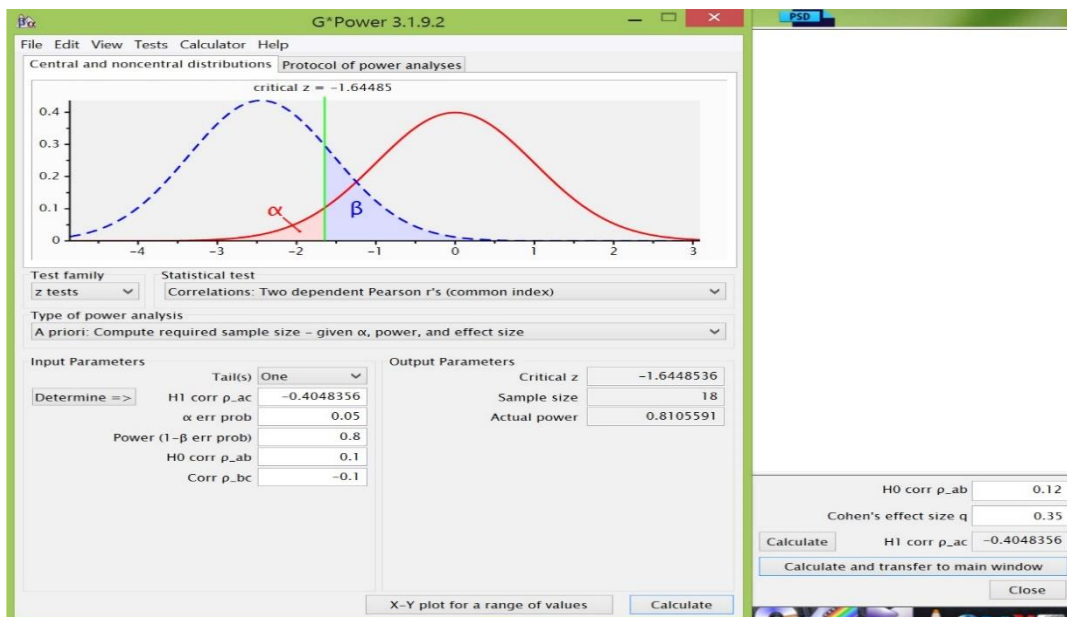 βα G*Power 3.1.9.2
File Edit View Tests Calculator Help
Central and noncentral distributions Protocol of power analyses
critical z = -1.64485
0.4
0.3
0.2
0.1
0
α
β
-4 -3 -2 -1 0 1 2 3
Test family Statistical test
z tests Correlations: Two dependent Pearson r's (common index)
Type of power analysis
A priori: Compute required sample size – given α, power, and effect size
Input Parameters
Tail(s) One
Determine => H1 corr ρ_ac -0.4048356
α err prob 0.05
Power (1-β err prob) 0.8
H0 corr ρ_ab 0.1
Corr ρ_bc -0.1
Output Parameters
Critical z -1.6448536
Sample size 18
Actual power 0.8105591
X-Y plot for a range of values Calculate
PSD
H0 corr ρ_ab 0.12
Cohen's effect size q 0.35
Calculate H1 corr ρ_ac -0.4048356
Calculate and transfer to main window
Close